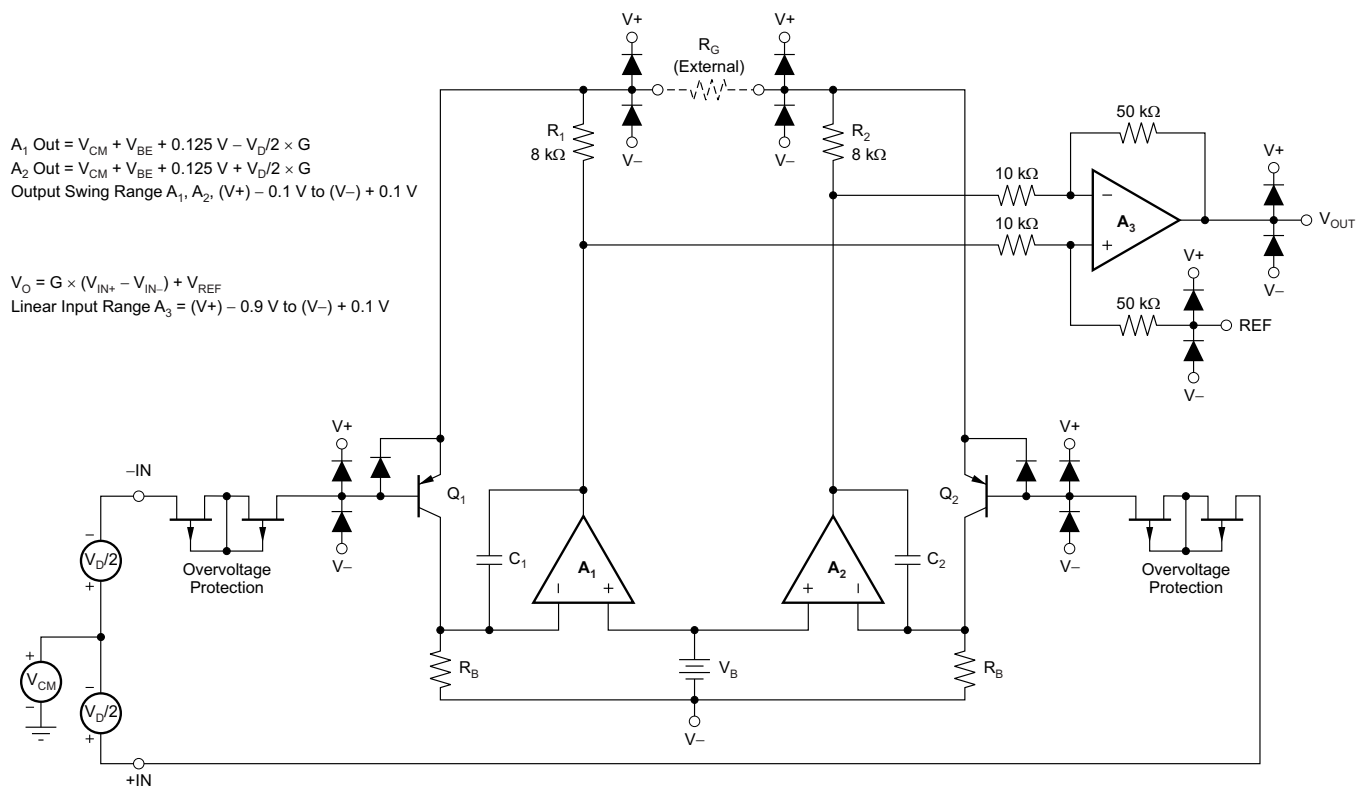 V+
V+
R_G
(External)
50 kΩ
R₁
8 kΩ
R₂
8 kΩ
V–
V–
A₁ Out = V_CM + V_BE + 0.125 V – V_D/2 × G
A₂ Out = V_CM + V_BE + 0.125 V + V_D/2 × G
Output Swing Range A₁, A₂, (V+) – 0.1 V to (V–) + 0.1 V
10 kΩ
V+
–
A₃
V_OUT
10 kΩ
+
V+
V–
V_O = G × (V_IN+ – V_IN–) + V_REF
Linear Input Range A₃ = (V+) – 0.9 V to (V–) + 0.1 V
50 kΩ
REF
V–
V+
V+
–IN
Q₁
Q₂
–
V_D/2
+
Overvoltage
Protection
V–
C₁
A₁
– +
A₂
+ –
C₂
V–
Overvoltage
Protection
+
V_CM
–
–
V_D/2
+
R_B
V_B
R_B
V–
+IN